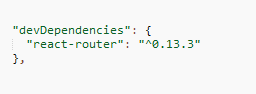 "devDependencies": {
  "react-router": "^0.13.3"
},